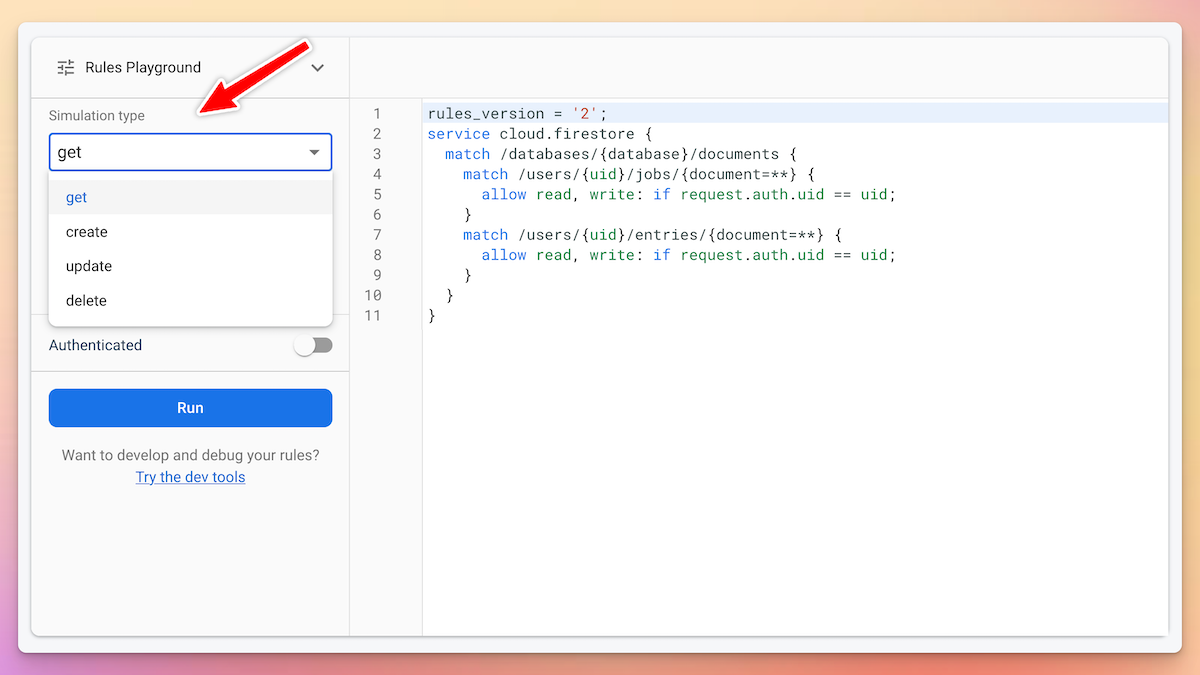 Rules Playground
Simulation type
get
get
create
update
delete
Authenticated
Run
Want to develop and debug your rules?
Try the dev tools
1 rules_version = '2';
2 service cloud.firestore {
3   match /databases/{database}/documents {
4     match /users/{uid}/jobs/{document=**} {
5       allow read, write: if request.auth.uid == uid;
6     }
7     match /users/{uid}/entries/{document=**} {
8       allow read, write: if request.auth.uid == uid;
9     }
10   }
11 }